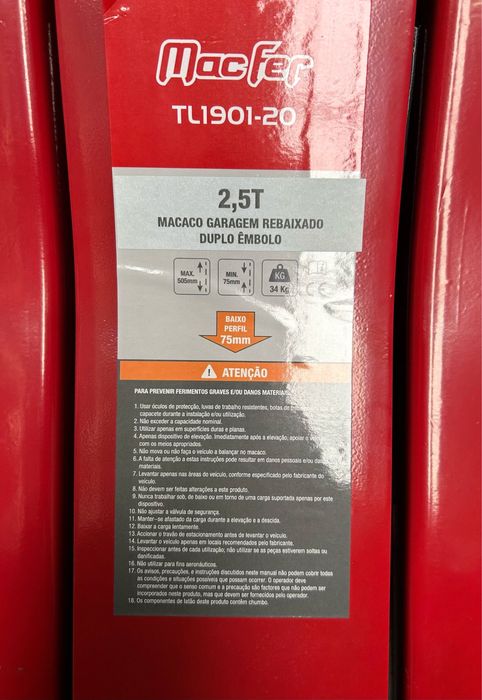 Macfer
TL1901-20
2,5T
MACACO GARAGEM REBAIXADO
DUPLO ÊMBOLO
MAX.
505mm
MIN.
75mm
KG
34 Kg
CE
BAIXO
PERFIL
75mm
ATENÇÃO
PARA PREVENIR FERIMENTOS GRAVES E/OU DANOS MATERIAIS
1. Usar óculos de protecção, luvas de trabalho resistentes, botas de
capacete durante a instalação e/ou utilização.
2. Não exceder a capacidade nominal.
3. Utilizar apenas em superfícies duras e planas.
4. Apenas dispositivo de elevação. Imediatamente após a elevação, apoiar o
com os meios apropriados.
5. Não mova ou não faça o veículo a balançar no macaco.
6. A falta de atenção a estas instruções pode resultar em danos pessoais e/ou
materiais.
7. Levantar apenas nas áreas do veículo, conforme especificado pelo fabricante do
veículo.
8. Não devem ser feitas alterações a este produto.
9. Nunca trabalhar sob, de baixo ou em torno de uma carga suportada apenas por este
dispositivo.
10. Não ajustar a válvula de segurança.
11. Manter-se afastado da carga durante a elevação e a descida.
12. Baixar a carga lentamente.
13. Accionar o travão de estacionamento antes de levantar o veículo.
14. Levantar o veículo apenas em locais recomendados pelo fabricante.
15. Inspeccionar antes de cada utilização; não utilizar se as peças estiverem soltas ou
danificadas.
16. Não utilizar para fins aeronáuticos.
17. Os avisos, precauções, e instruções discutidos neste manual não podem cobrir todas
às condições e situações possíveis que possam ocorrer. O operador deve
compreender que o senso comum e a precaução são factores que não podem ser
incorporados neste produto, mas que devem ser fornecidos pelo operador.
18. Os componentes de latão deste produto contêm chumbo.